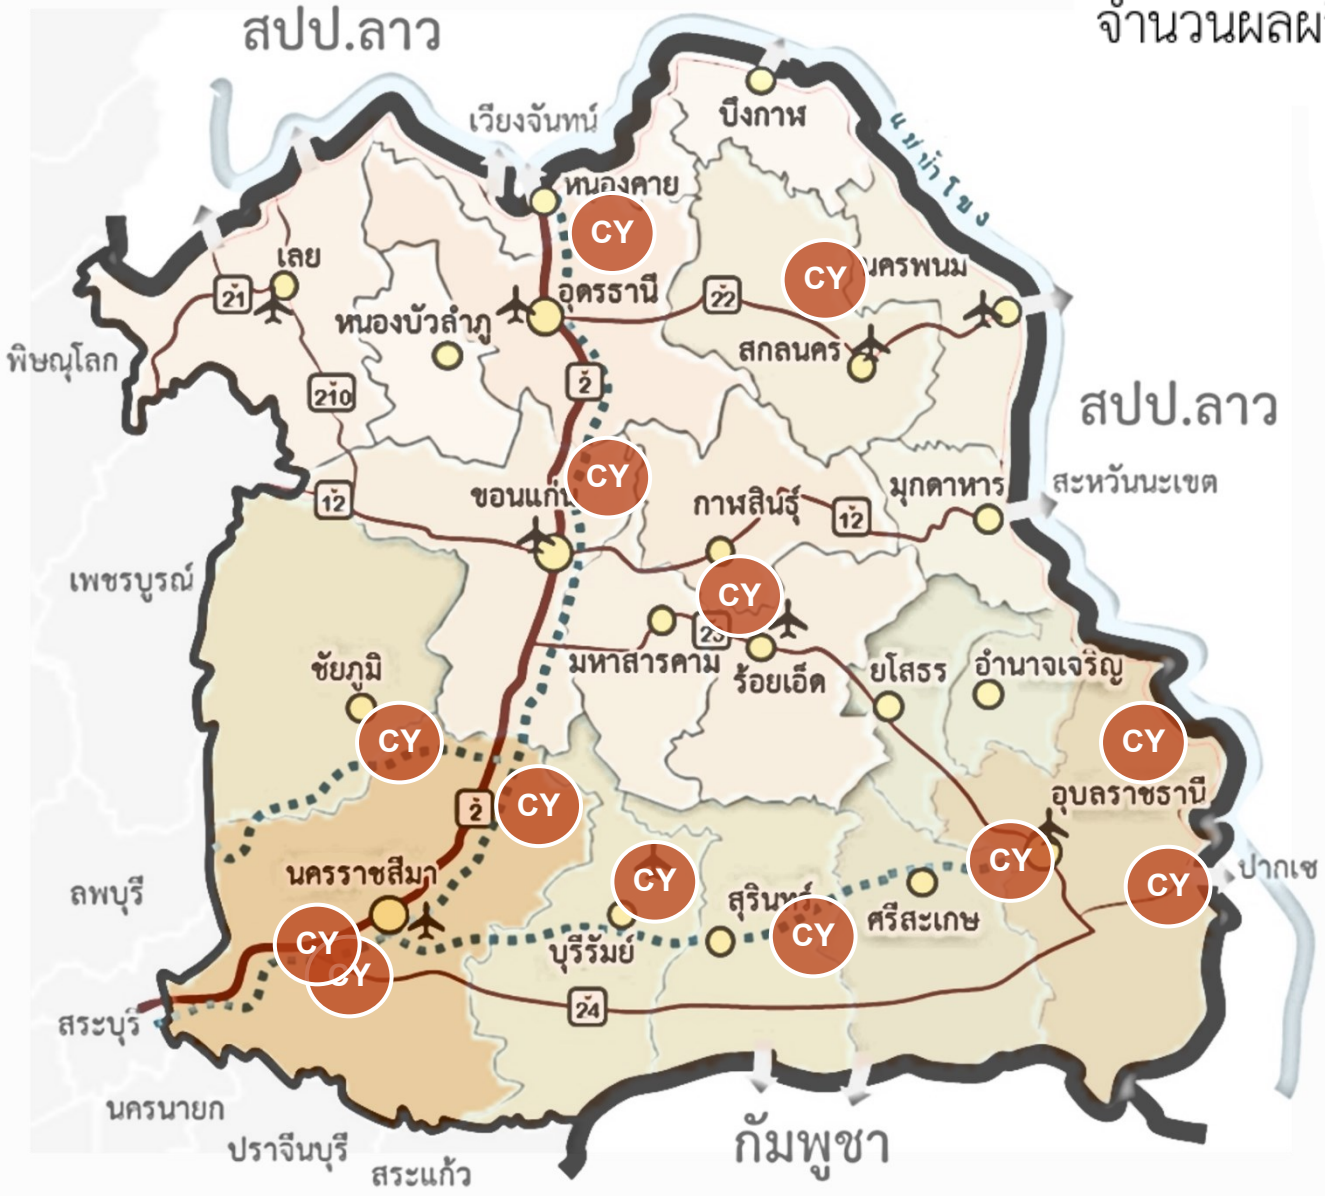 สปป.ลาว
เวียงจันทน์
บึงกาฬ
แม่น้ำโขง
หนองคาย
CY
เลย
21
อุดรธานี
22
CY
นครพนม
หนองบัวลำภู
สกลนคร
พิษณุโลก
210
2
สปป.ลาว
12
ขอนแก่น
CY
กาฬสินธุ์
12
มุกดาหาร
สะหวันนะเขต
เพชรบูรณ์
CY
23
มหาสารคาม
ร้อยเอ็ด
ยโสธร
อำนาจเจริญ
ชัยภูมิ
CY
CY
2
CY
อุบลราชธานี
นครราชสีมา
CY
สุรินทร์
CY
CY
ปากเซ
ลพบุรี
ศรีสะเกษ
CY
CY
บุรีรัมย์
CY
24
สระบุรี
นครนายก
ปราจีนบุรี
สระแก้ว
กัมพูชา